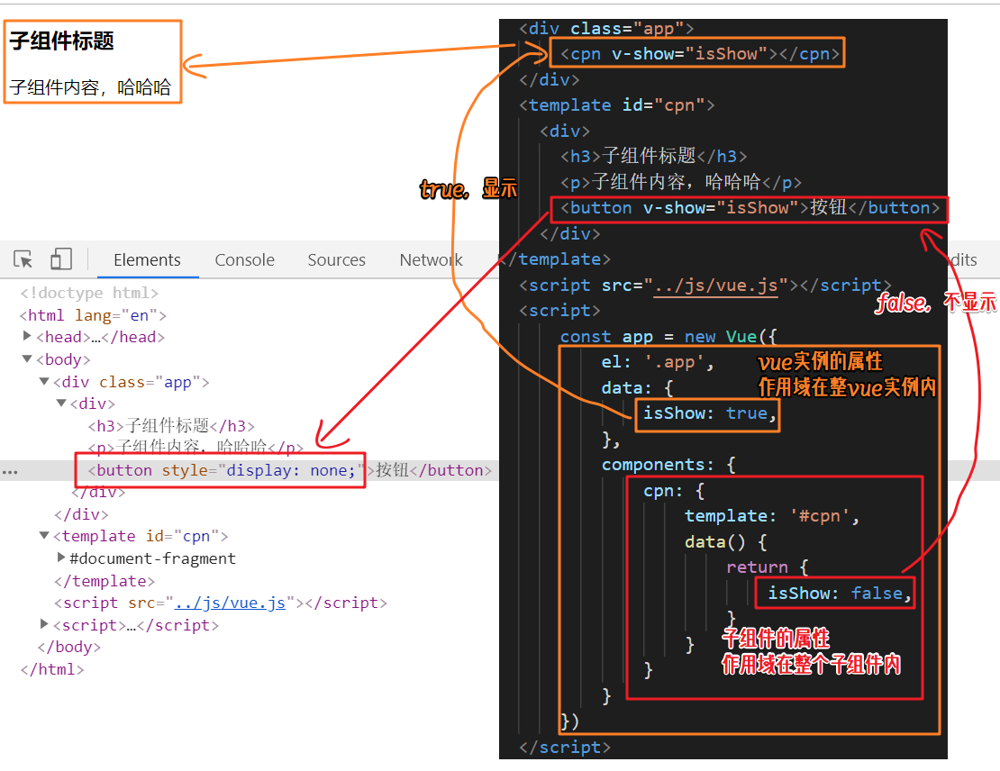 子组件标题
子组件内容，哈哈哈
Elements
Console
Sources
Network
dits
<!doctype html>
<html lang="en">
<head>…</head>
<body>
<div class="app">
<div>
<h3>子组件标题</h3>
<p>子组件内容，哈哈哈</p>
<button style="display: none;">按钮</button>
</div>
</div>
<template id="cpn">
#document-fragment
</template>
<script src="../js/vue.js"></script>
<script>…</script>
</body>
</html>
<div class="app">
<cpn v-show="isShow"></cpn>
</div>
<template id="cpn">
<div>
<h3>子组件标题</h3>
<p>子组件内容，哈哈哈</p>
<button v-show="isShow">按钮</button>
</div>
</template>
<script src="../js/vue.js"></script>
<script>
const app = new Vue({
el: '.app',
data: {
isShow: true,
},
components: {
cpn: {
template: '#cpn',
data() {
return {
isShow: false,
}
}
}
}
})
</script>
true，显示
false，不显示
vue实例的属性
作用域在整vue实例内
子组件的属性
作用域在整个子组件内